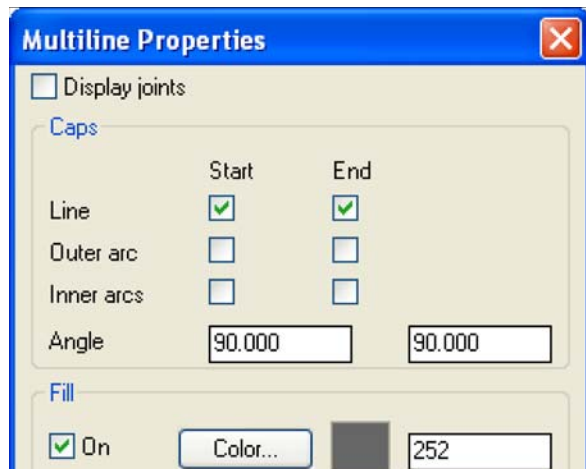 Multiline Properties
Display joints
Caps
Start End
Line
Outer arc
Inner arcs
Angle 90.000 90.000
Fill
On Color... 252